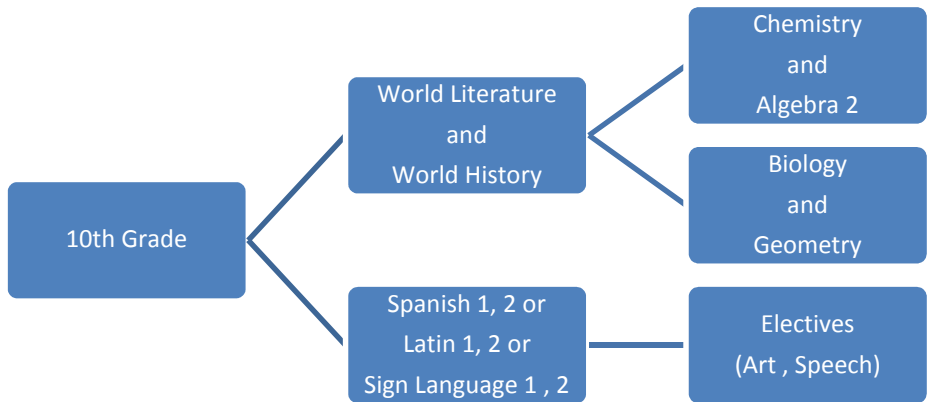 10th Grade
World Literature
and
World History
Chemistry
and
Algebra 2
Biology
and
Geometry
Spanish 1, 2 or
Latin 1, 2 or
Sign Language 1 , 2
Electives
(Art , Speech)